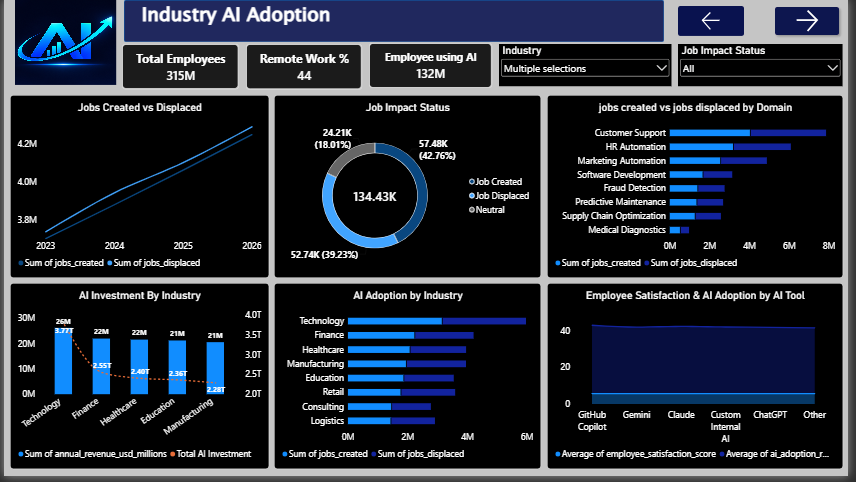 AI
Industry AI Adoption
Total Employees
315M
Remote Work %
44
Employee using AI
132M
Industry
Multiple selections
Job Impact Status
All
Jobs Created vs Displaced
4.2M
4.0M
3.8M
2023 2024 2025 2026
Sum of jobs_created Sum of jobs_displaced
Job Impact Status
24.21K
(18.01%)
57.48K
(42.76%)
134.43K
52.74K (39.23%)
Job Created
Job Displaced
Neutral
jobs created vs jobs displaced by Domain
Customer Support
HR Automation
Marketing Automation
Software Development
Fraud Detection
Predictive Maintenance
Supply Chain Optimization
Medical Diagnostics
0M 2M 4M 6M 8M
Sum of jobs_created Sum of jobs_displaced
AI Investment By Industry
30M
20M
10M
0M
26M 22M 22M 21M 21M
3.77T 2.55T 2.40T 2.36T 2.28T
4.0T
3.5T
3.0T
2.5T
2.0T
Technology Finance Healthcare Education Manufacturing
Sum of annual_revenue_usd_millions Total AI Investment
AI Adoption by Industry
Technology
Finance
Healthcare
Manufacturing
Education
Retail
Consulting
Logistics
0M 2M 4M 6M
Sum of jobs_created Sum of jobs_displaced
Employee Satisfaction & AI Adoption by AI Tool
40
20
0
GitHub Copilot
Gemini
Claude
Custom Internal AI
ChatGPT
Other
Average of employee_satisfaction_score Average of ai_adoption_r...